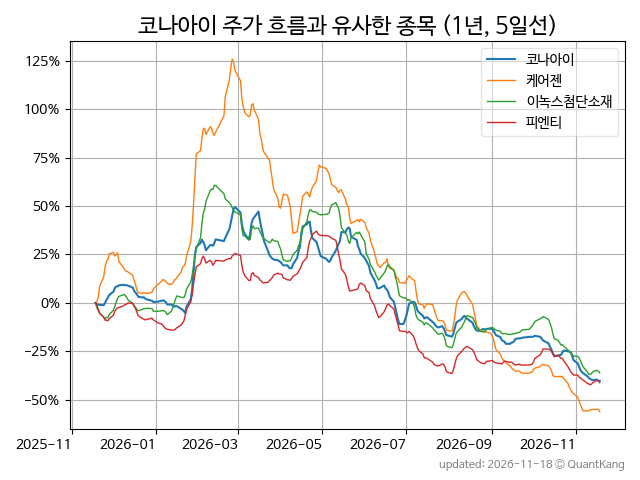 코나아이 주가 흐름과 유사한 종목 (1년, 5일선)
코나아이
케어젠
이녹스첨단소재
피엔티
125%
100%
75%
50%
25%
0%
−25%
−50%
2025-11
2026-01
2026-03
2026-05
2026-07
2026-09
2026-11
updated: 2026-11-18 © QuantKang